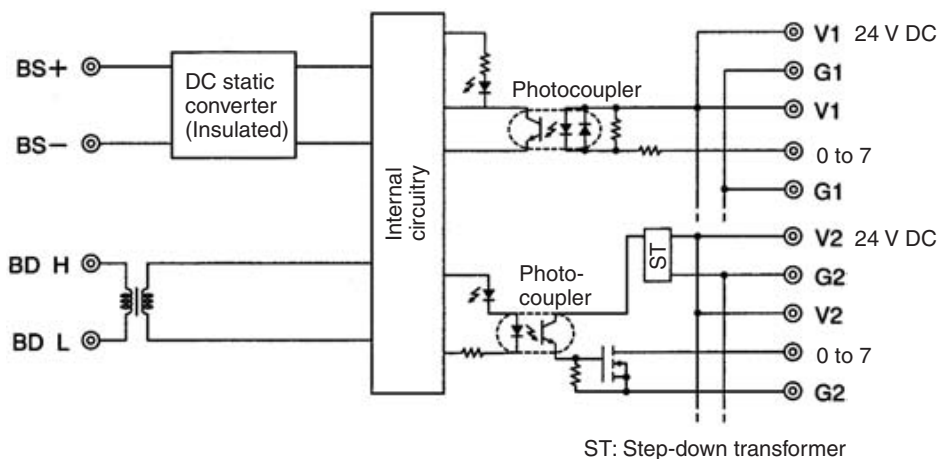 BS+
BS−
BD H
BD L
DC static
converter
(Insulated)
Internal
circuitry
Photocoupler
Photo-
coupler
ST
V1 24 V DC
G1
V1
0 to 7
G1
V2 24 V DC
G2
V2
0 to 7
G2
ST: Step-down transformer